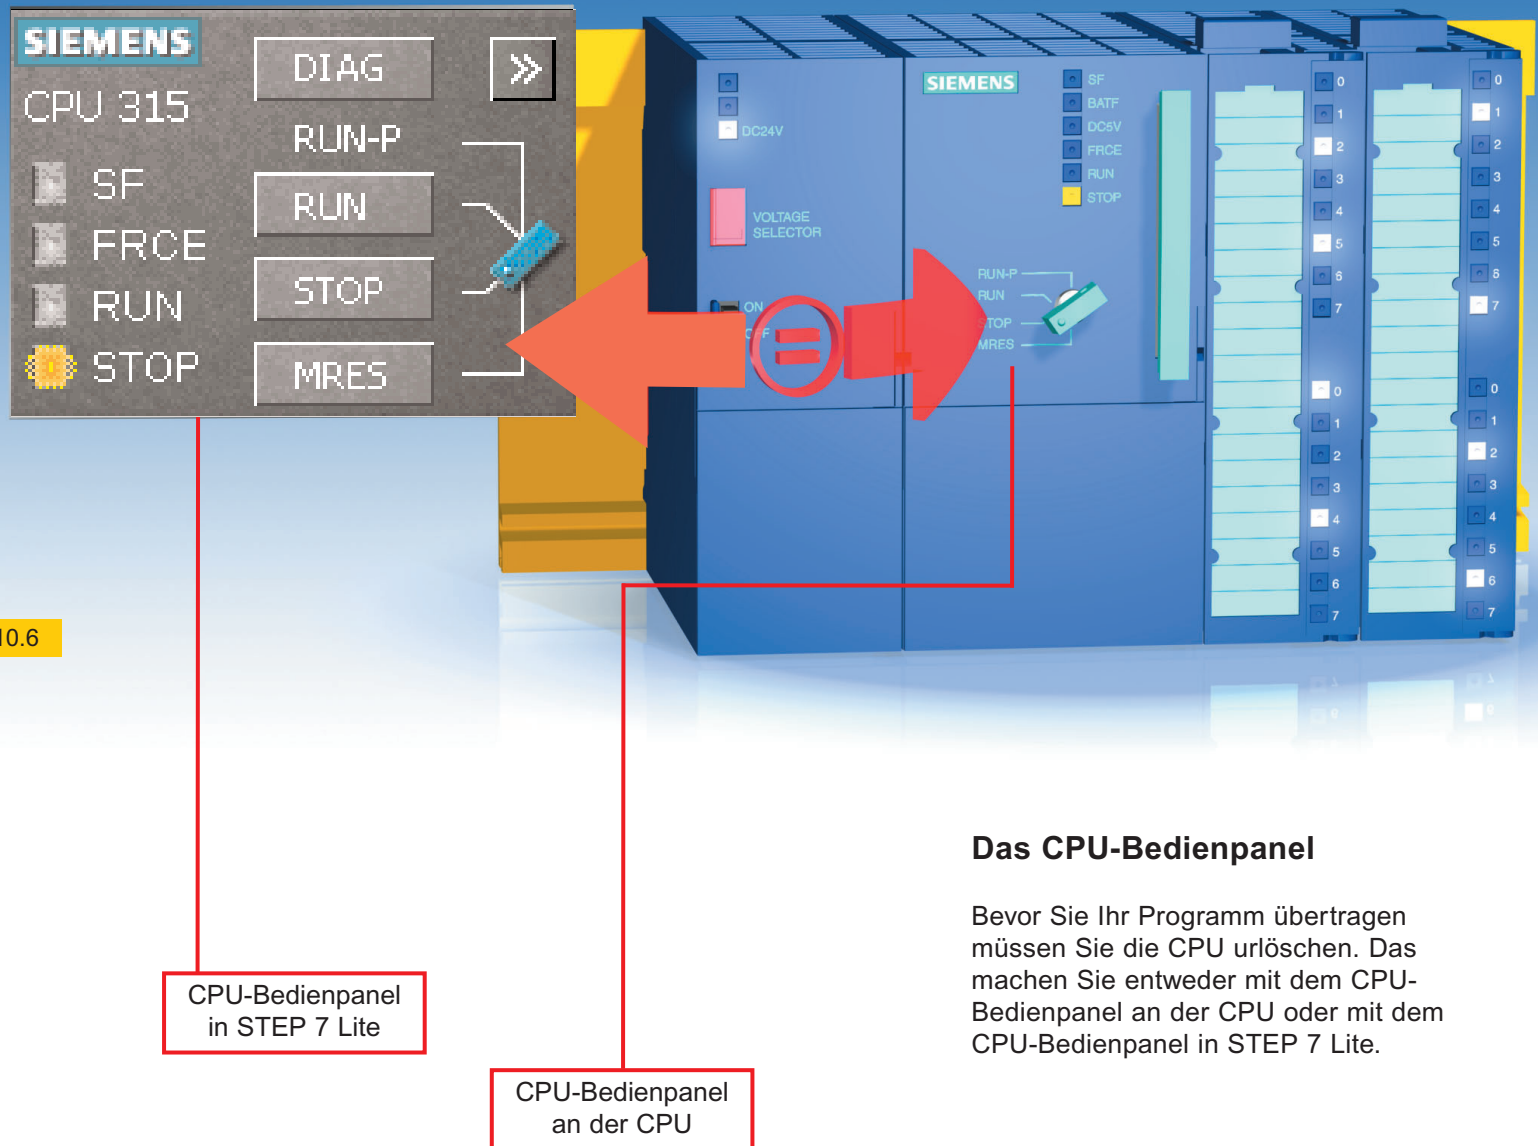 SIEMENS
CPU 315
SF
FRCE
RUN
STOP
DIAG
»
RUN-P
RUN
STOP
MRES
DC24V
VOLTAGE
SELECTOR
ON
OFF
SIEMENS
SF
BATF
DC5V
FRCE
RUN
STOP
RUN-P
RUN
STOP
MRES
0
1
2
3
4
5
6
7
0
1
2
3
4
5
6
7
0
1
2
3
4
5
6
7
0
1
2
3
4
5
6
7
10.6
CPU-Bedienpanel
in STEP 7 Lite
CPU-Bedienpanel
an der CPU
Das CPU-Bedienpanel
Bevor Sie Ihr Programm übertragen
müssen Sie die CPU urlöschen. Das
machen Sie entweder mit dem CPU-
Bedienpanel an der CPU oder mit dem
CPU-Bedienpanel in STEP 7 Lite.